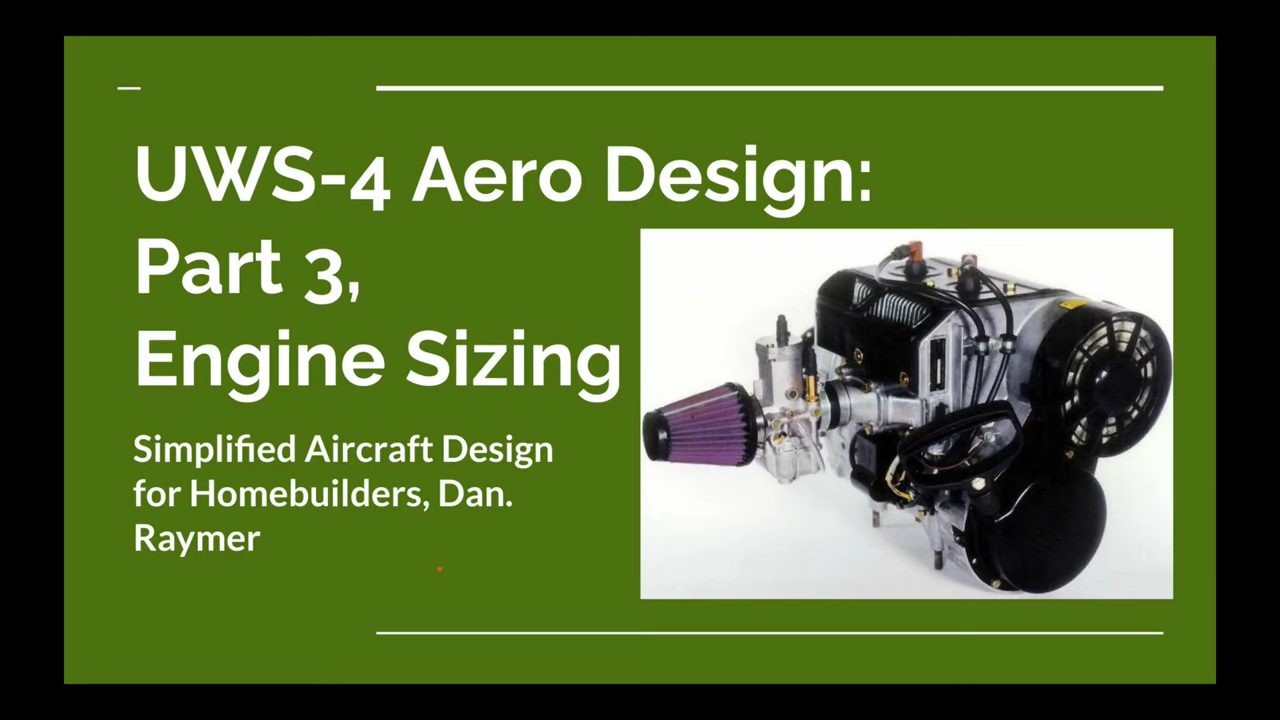 UWS-4 Aero Design:
Part 3,
Engine Sizing
Simplified Aircraft Design
for Homebuilders, Dan.
Raymer